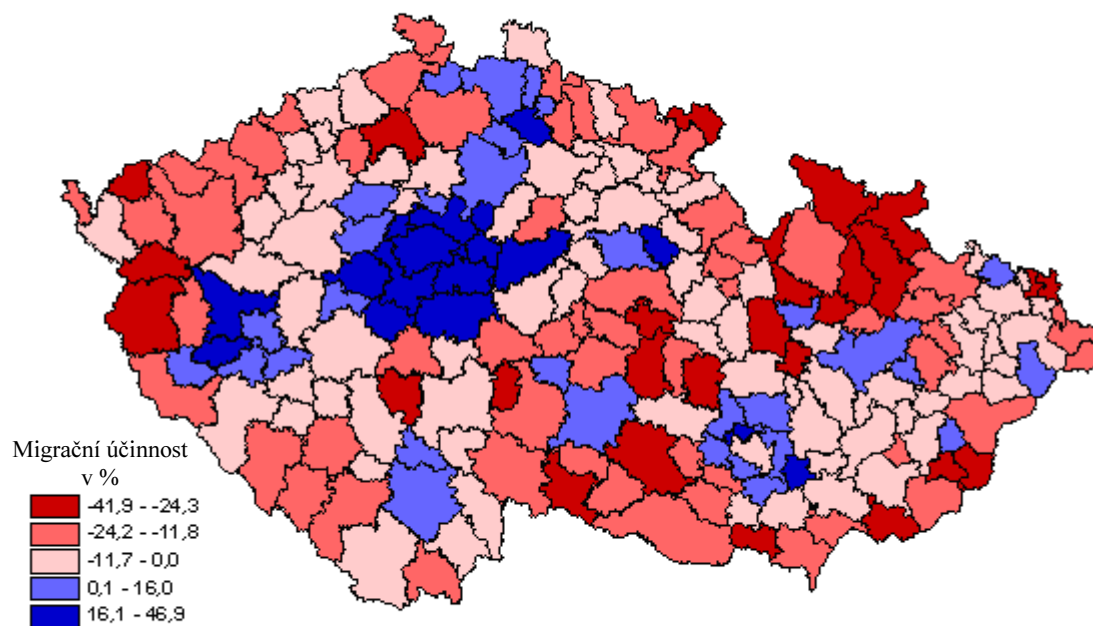 Migrační účinnost
v %
-41,9 - -24,3
-24,2 - -11,8
-11,7 - 0,0
0,1 - 16,0
16,1 - 46,9